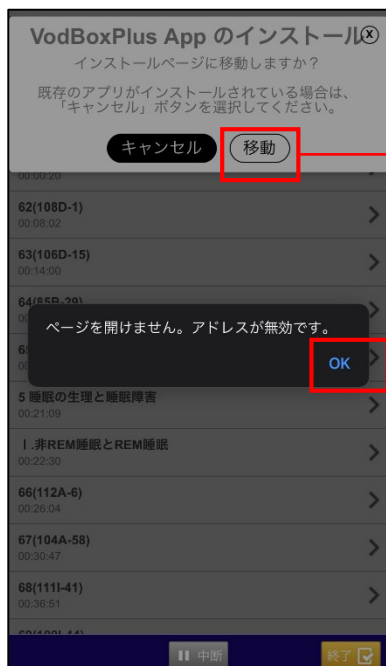 VodBoxPlus App のインストール
インストールページに移動しますか？
既存のアプリがインストールされている場合は、
「キャンセル」ボタンを選択してください。
キャンセル
移動
00:00:20
62(108D-1)
00:08:02
63(106D-15)
00:14:00
64(85B-29)
ページを開けません。アドレスが無効です。
OK
5 睡眠の生理と睡眠障害
00:21:09
Ⅰ.非REM睡眠とREM睡眠
00:22:30
66(112A-6)
00:26:04
67(104A-58)
00:30:47
68(111I-41)
00:36:51
中断
終了